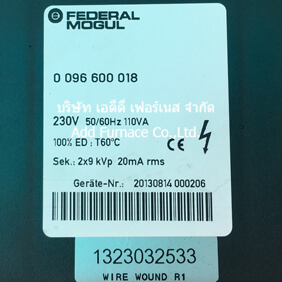 e FEDERAL
MOGUL
0 096 600 018
บริษัท เอดีดี เฟอร์เนส จำกัด
230V 50/60Hz 110VA
Add Furnace Co.,Ltd
100% ED : T60°C
CE
Sek.: 2x9 kVp 20mA rms
Geräte-Nr.: 20130814 000206
1323032533
WIRE WOUND R1